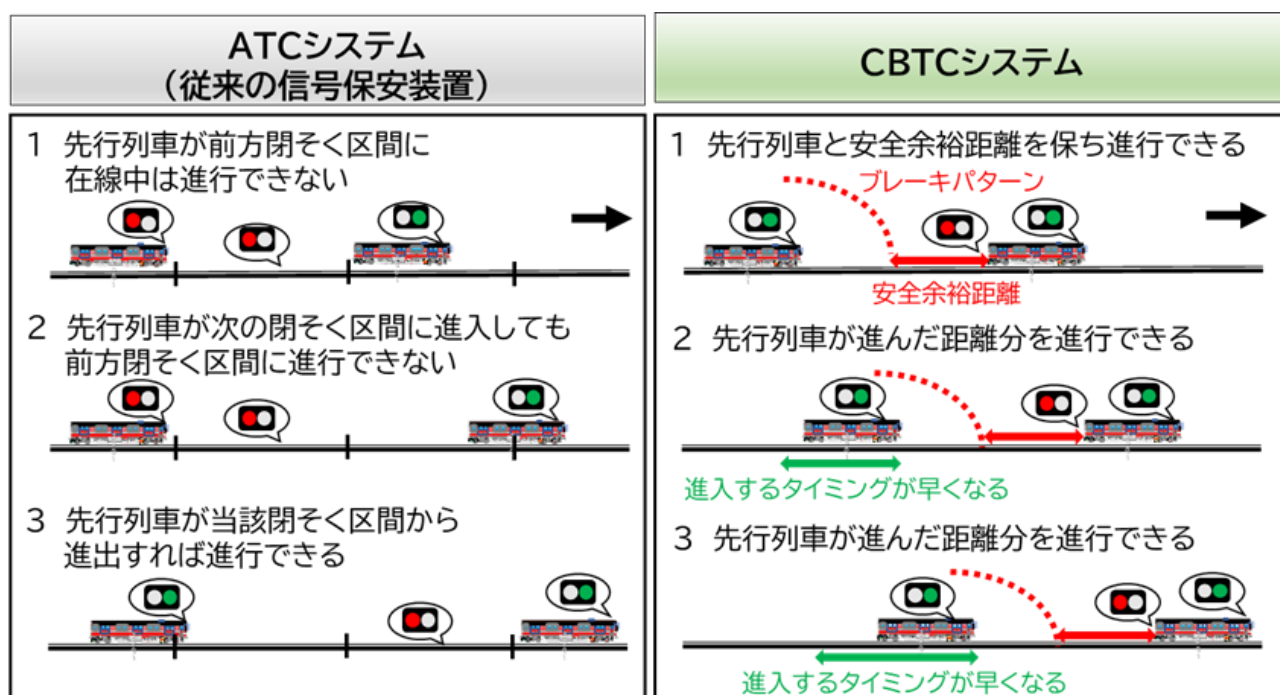 ATCシステム
(従来の信号保安装置)
1 先行列車が前方閉そく区間に
在線中は進行できない
2 先行列車が次の閉そく区間に進入しても
前方閉そく区間に進行できない
3 先行列車が当該閉そく区間から
進出すれば進行できる
CBTCシステム
1 先行列車と安全余裕距離を保ち進行できる
ブレーキパターン
安全余裕距離
2 先行列車が進んだ距離分を進行できる
進入するタイミングが早くなる
3 先行列車が進んだ距離分を進行できる
進入するタイミングが早くなる